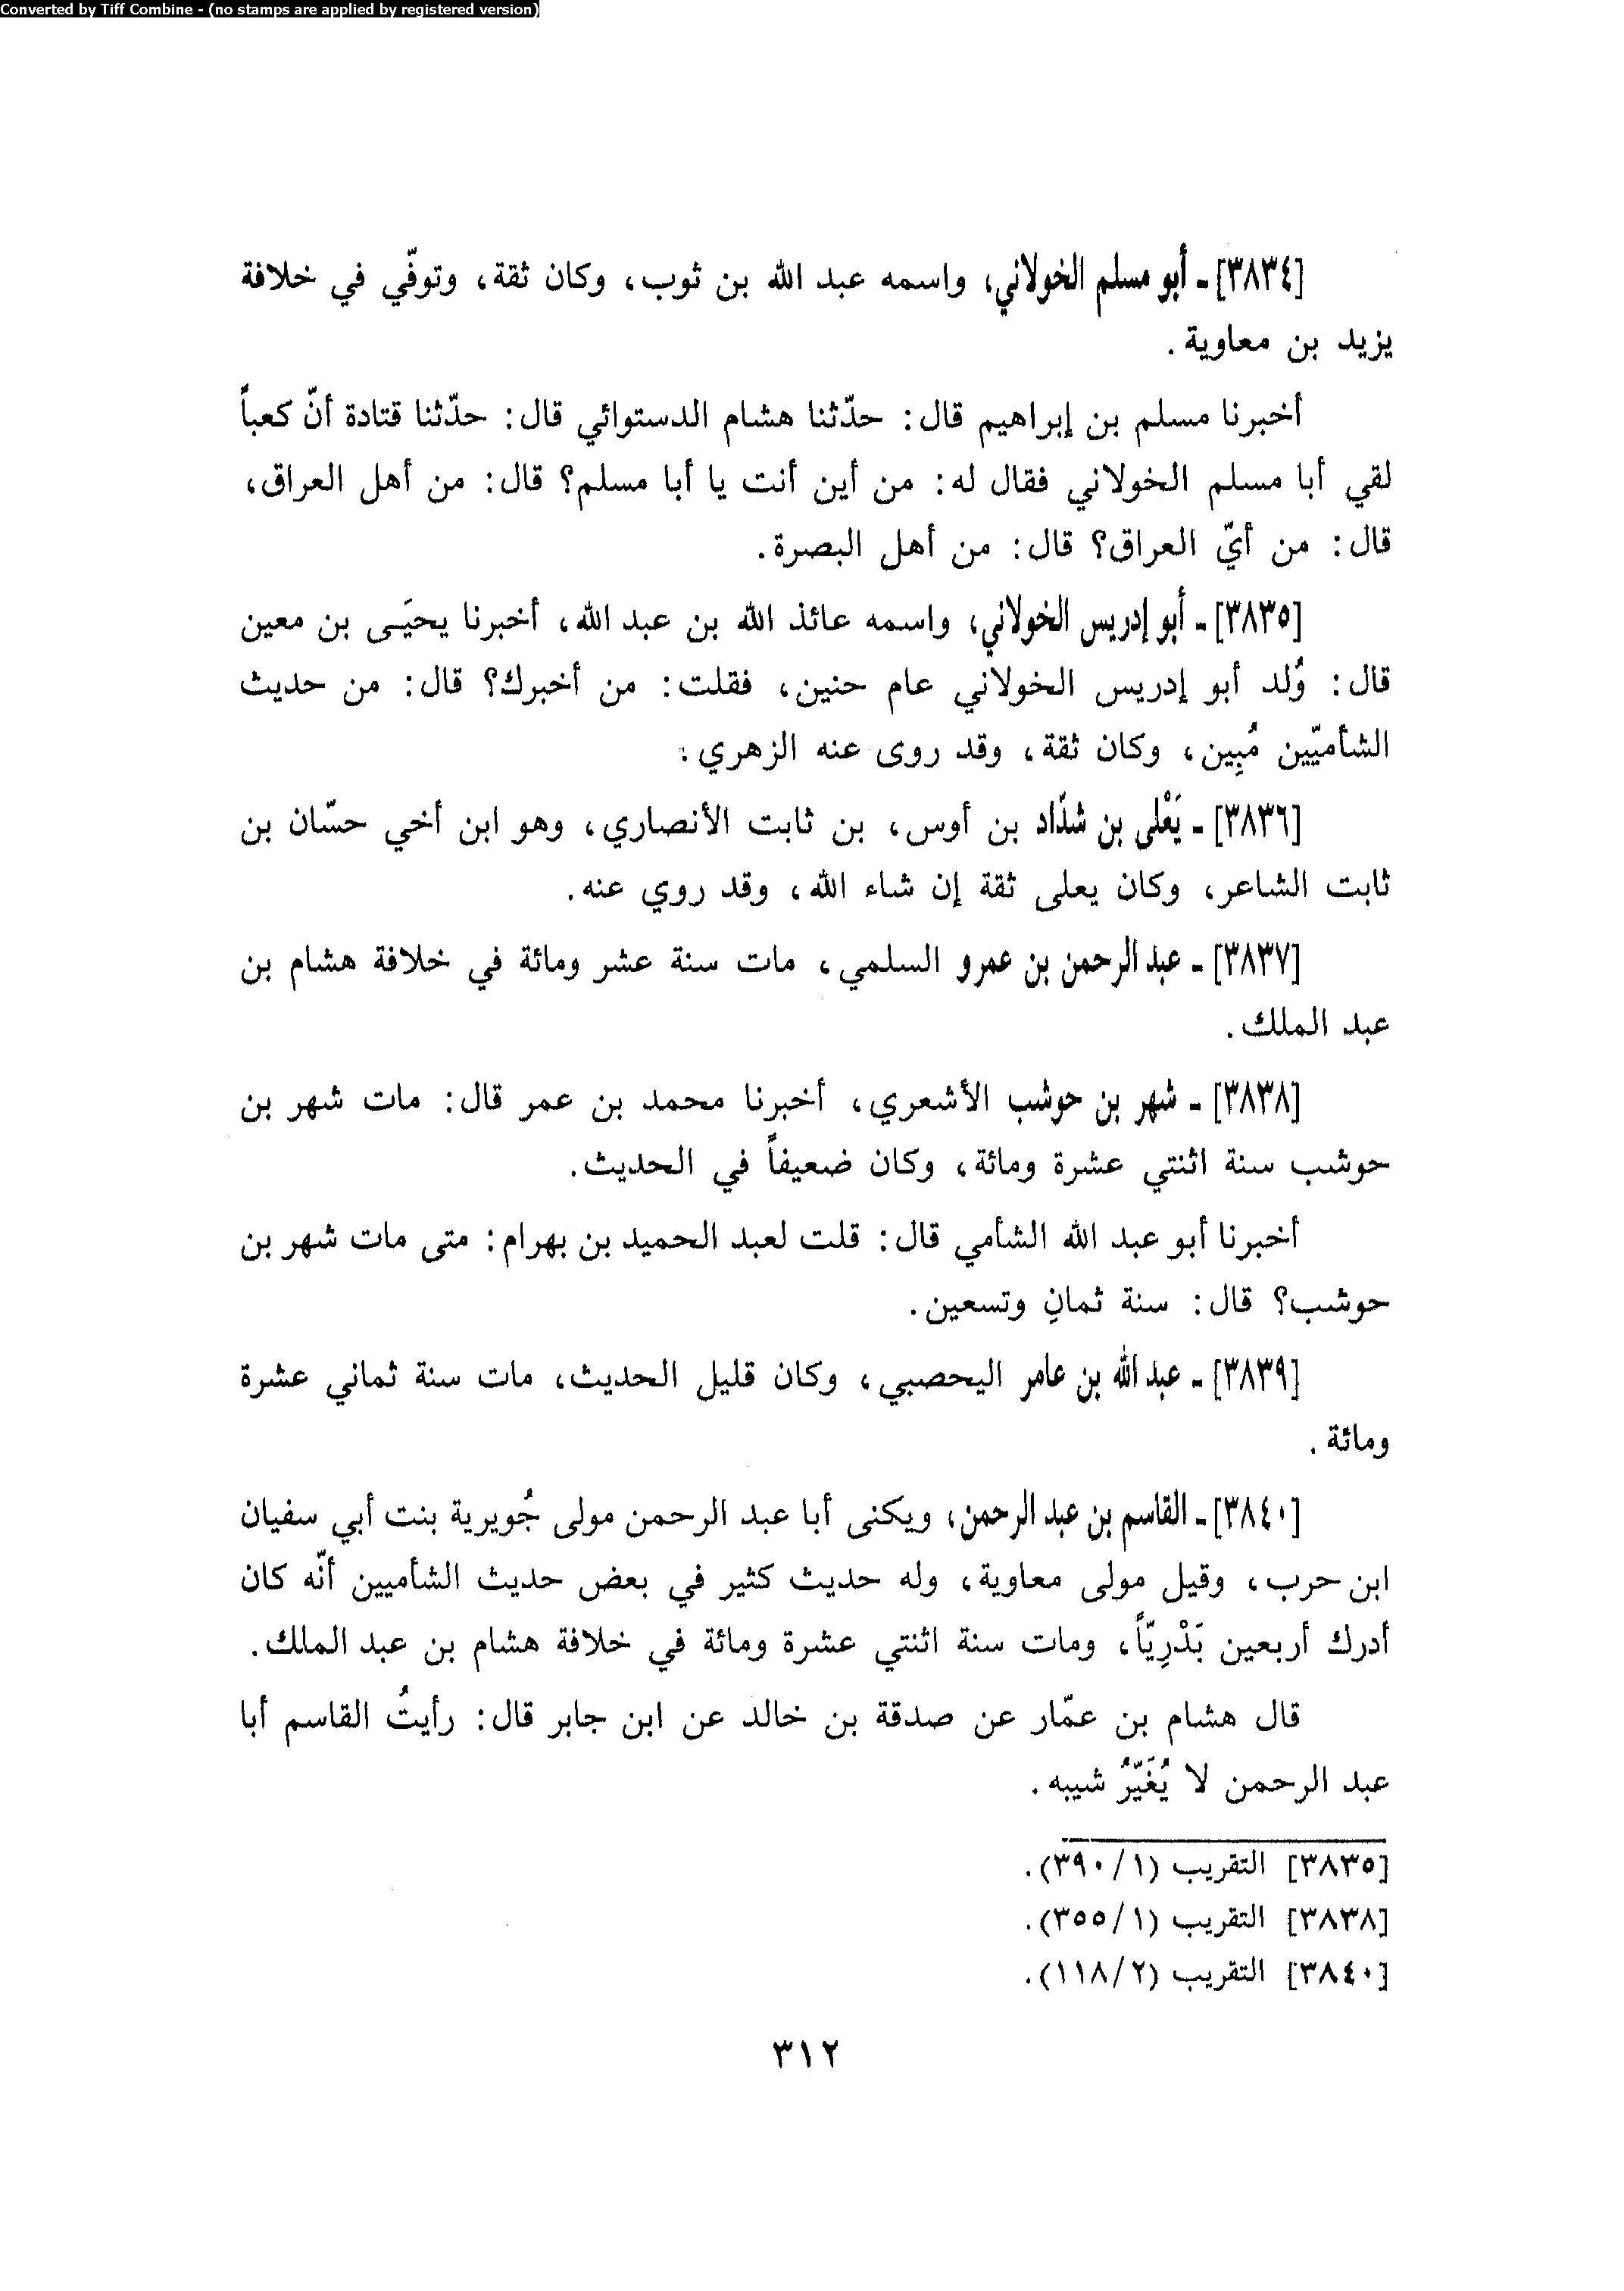 Converted by Tiff Combine - (no stamps are applied by registered version)
[٣٨٣٤] ـ أبو مسلم الخولاني، واسمه عبد الله بن ثوب، وكان ثقة، وتوفّي في خلافة
يزيد بن معاوية.
أخبرنا مسلم بن إبراهيم قال: حدّثنا هشام الدستوائي قال: حدّثنا قتادة أنّ كعباً
لقي أبا مسلم الخولاني فقال له: من أين أنت يا أبا مسلم؟ قال: من أهل العراق،
قال: من أيّ العراق؟ قال: من أهل البصرة.
[٣٨٣٥] ـ أبو إدريس الخولاني، واسمه عائذ الله بن عبد الله، أخبرنا يحيَى بن معين
قال: وُلد أبو إدريس الخولاني عام حنين، فقلت: من أخبرك؟ قال: من حديث
الشأميّين مُبِين، وكان ثقة، وقد روى عنه الزهري.
[٣٨٣٦] ـ يَعْلى بن شدّاد بن أوس، بن ثابت الأنصاري، وهو ابن أخي حسّان بن
ثابت الشاعر، وكان يعلى ثقة إن شاء الله، وقد روي عنه.
[٣٨٣٧] ـ عبد الرحمن بن عمرو السلمي، مات سنة عشر ومائة في خلافة هشام بن
عبد الملك.
[٣٨٣٨] ـ شهر بن حوشب الأشعري، أخبرنا محمد بن عمر قال: مات شهر بن
حوشب سنة اثنتي عشرة ومائة، وكان ضعيفاً في الحديث.
أخبرنا أبو عبد الله الشأمي قال: قلت لعبد الحميد بن بهرام: متى مات شهر بن
حوشب؟ قال: سنة ثمانٍ وتسعين.
[٣٨٣٩] ـ عبد الله بن عامر اليحصبي، وكان قليل الحديث، مات سنة ثماني عشرة
ومائة.
[٣٨٤٠] ـ القاسم بن عبد الرحمن، ويكنى أبا عبد الرحمن مولى جُويرية بنت أبي سفيان
ابن حرب، وقيل مولى معاوية، وله حديث كثير في بعض حديث الشأميين أنّه كان
أدرك أربعين بَدْرِيّاً، ومات سنة اثنتي عشرة ومائة في خلافة هشام بن عبد الملك.
قال هشام بن عمّار عن صدقة بن خالد عن ابن جابر قال: رأيتُ القاسم أبا
عبد الرحمن لا يُغَيّرُ شيبه.
[٣٨٣٥] التقريب (٣٩٠/١).
[٣٨٣٨] التقريب (٣٥٥/١).
[٣٨٤٠] التقريب (١١٨/٢).
٣١٢